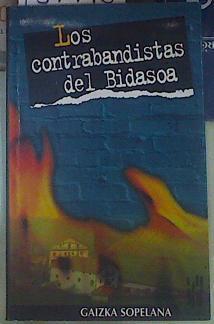 Los
contrabandistas
del Bidasoa
GAIZKA SOPELANA